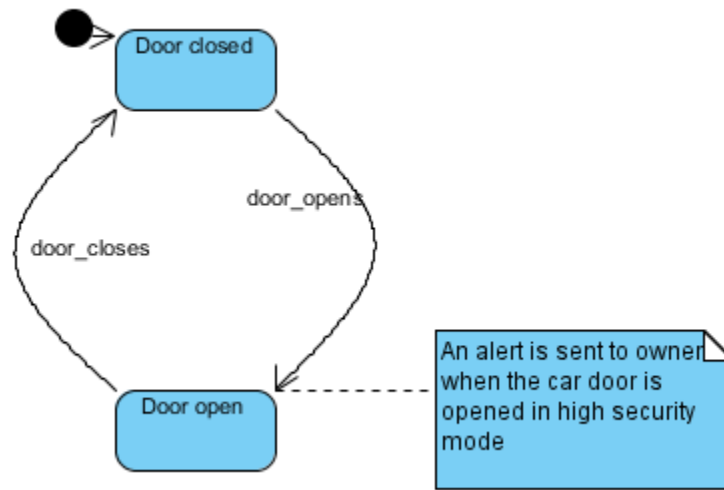 Door closed
door_opens
door_closes
An alert is sent to owner
when the car door is
opened in high security
mode
Door open